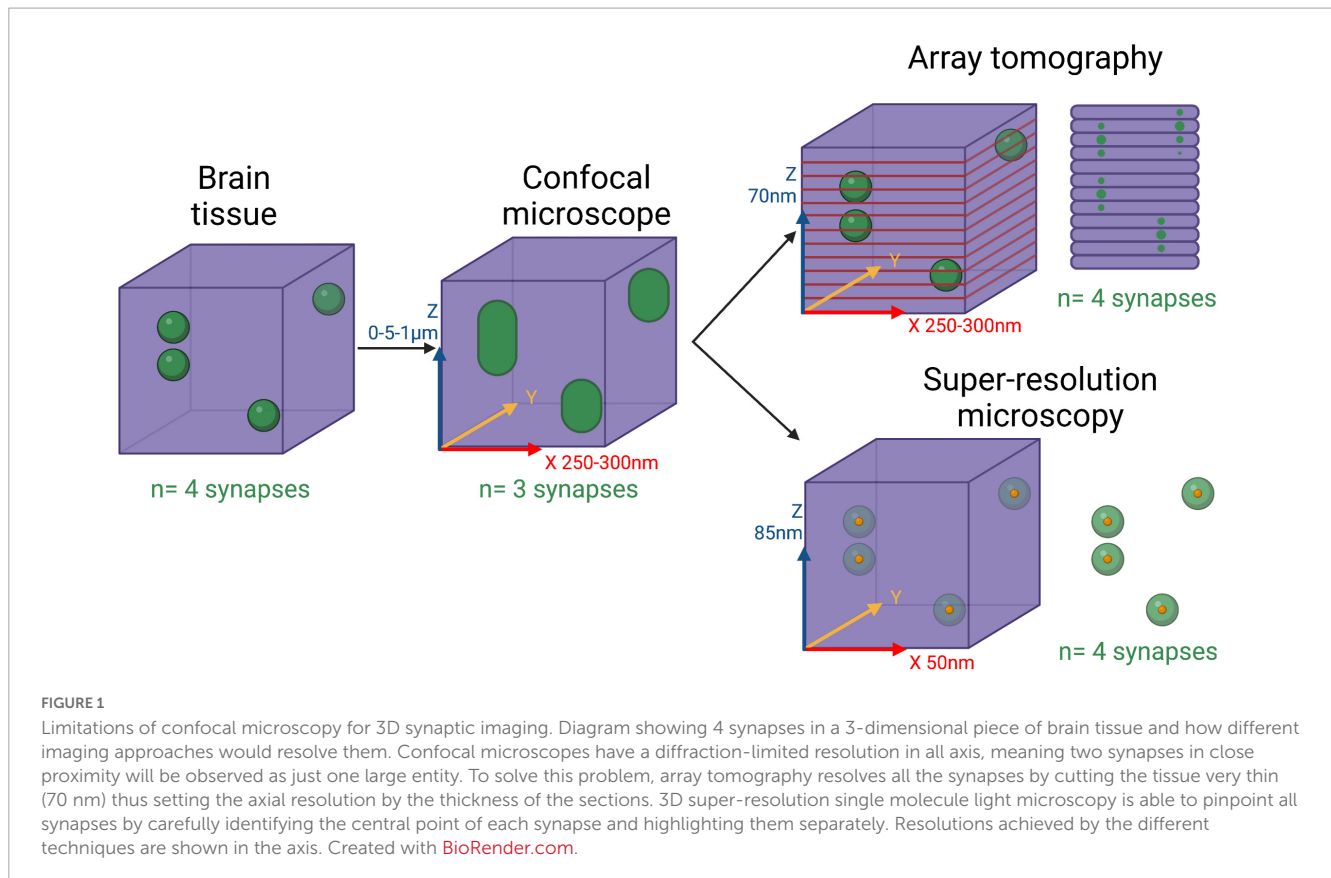 Brain
tissue
n= 4 synapses
Confocal
microscope
Z
0-5-1µm
Y
X 250-300nm
n= 3 synapses
Array tomography
Z
70nm
Y
X 250-300nm
n= 4 synapses
Super-resolution
microscopy
Z
85nm
Y
X 50nm
n= 4 synapses
FIGURE 1
Limitations of confocal microscopy for 3D synaptic imaging. Diagram showing 4 synapses in a 3-dimensional piece of brain tissue and how different
imaging approaches would resolve them. Confocal microscopes have a diffraction-limited resolution in all axis, meaning two synapses in close
proximity will be observed as just one large entity. To solve this problem, array tomography resolves all the synapses by cutting the tissue very thin
(70 nm) thus setting the axial resolution by the thickness of the sections. 3D super-resolution single molecule light microscopy is able to pinpoint all
synapses by carefully identifying the central point of each synapse and highlighting them separately. Resolutions achieved by the different
techniques are shown in the axis. Created with BioRender.com.